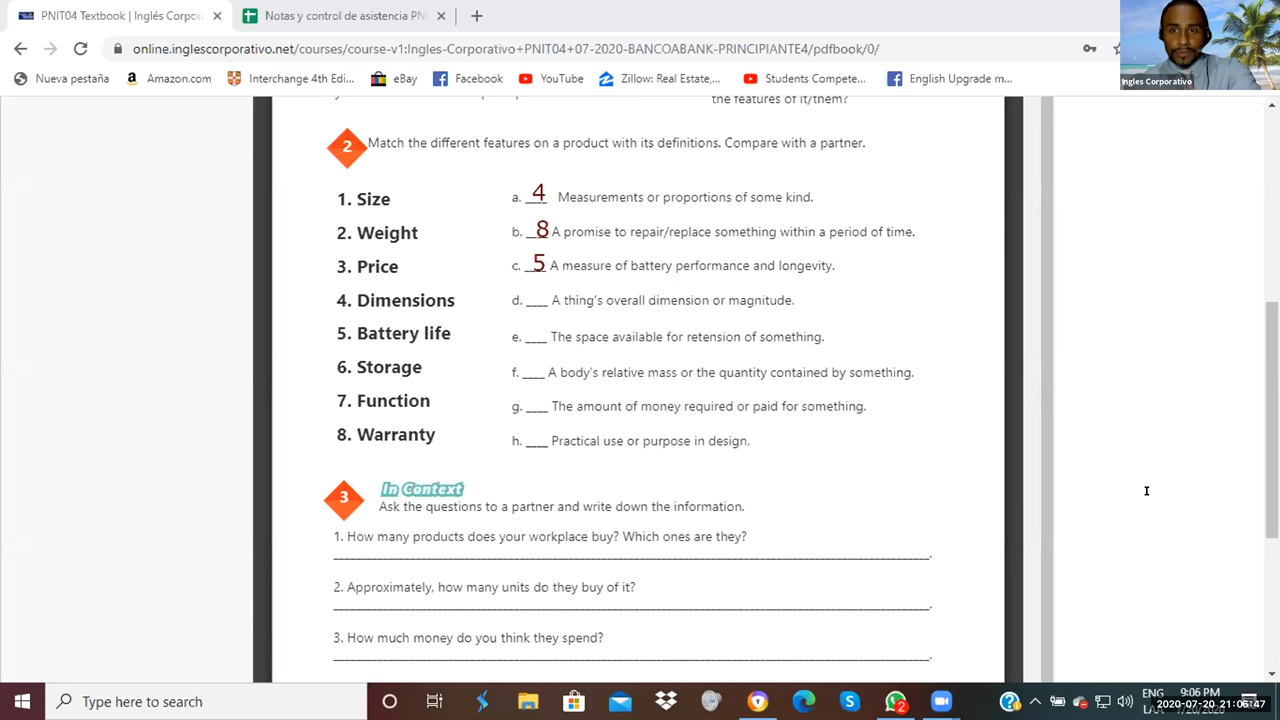 PNIT04 Textbook | Inglés Corporativo
Notas y control de asistencia PNI
online.inglescorporativo.net/courses/course-v1:Ingles-Corporativo+PNIT04+07-2020-BANCOABANK-PRINCIPIANTE4/pdfbook/0/
Nueva pestaña Amazon.com Interchange 4th Edi... eBay Facebook YouTube Zillow: Real Estate,... Students Compete... English Upgrade m...
Ingles Corporativo
the features of it/them?
2 Match the different features on a product with its definitions. Compare with a partner.
1. Size
2. Weight
3. Price
4. Dimensions
5. Battery life
6. Storage
7. Function
8. Warranty
a. 4 Measurements or proportions of some kind.
b. 8 A promise to repair/replace something within a period of time.
c. 5 A measure of battery performance and longevity.
d. ____ A thing's overall dimension or magnitude.
e. ____ The space available for retension of something.
f. ____ A body's relative mass or the quantity contained by something.
g. ____ The amount of money required or paid for something.
h. ____ Practical use or purpose in design.
3 In Context
Ask the questions to a partner and write down the information.
1. How many products does your workplace buy? Which ones are they?
2. Approximately, how many units do they buy of it?
3. How much money do you think they spend?
Type here to search
2
ENG
9:06 PM
2020-07-20 21:06:47